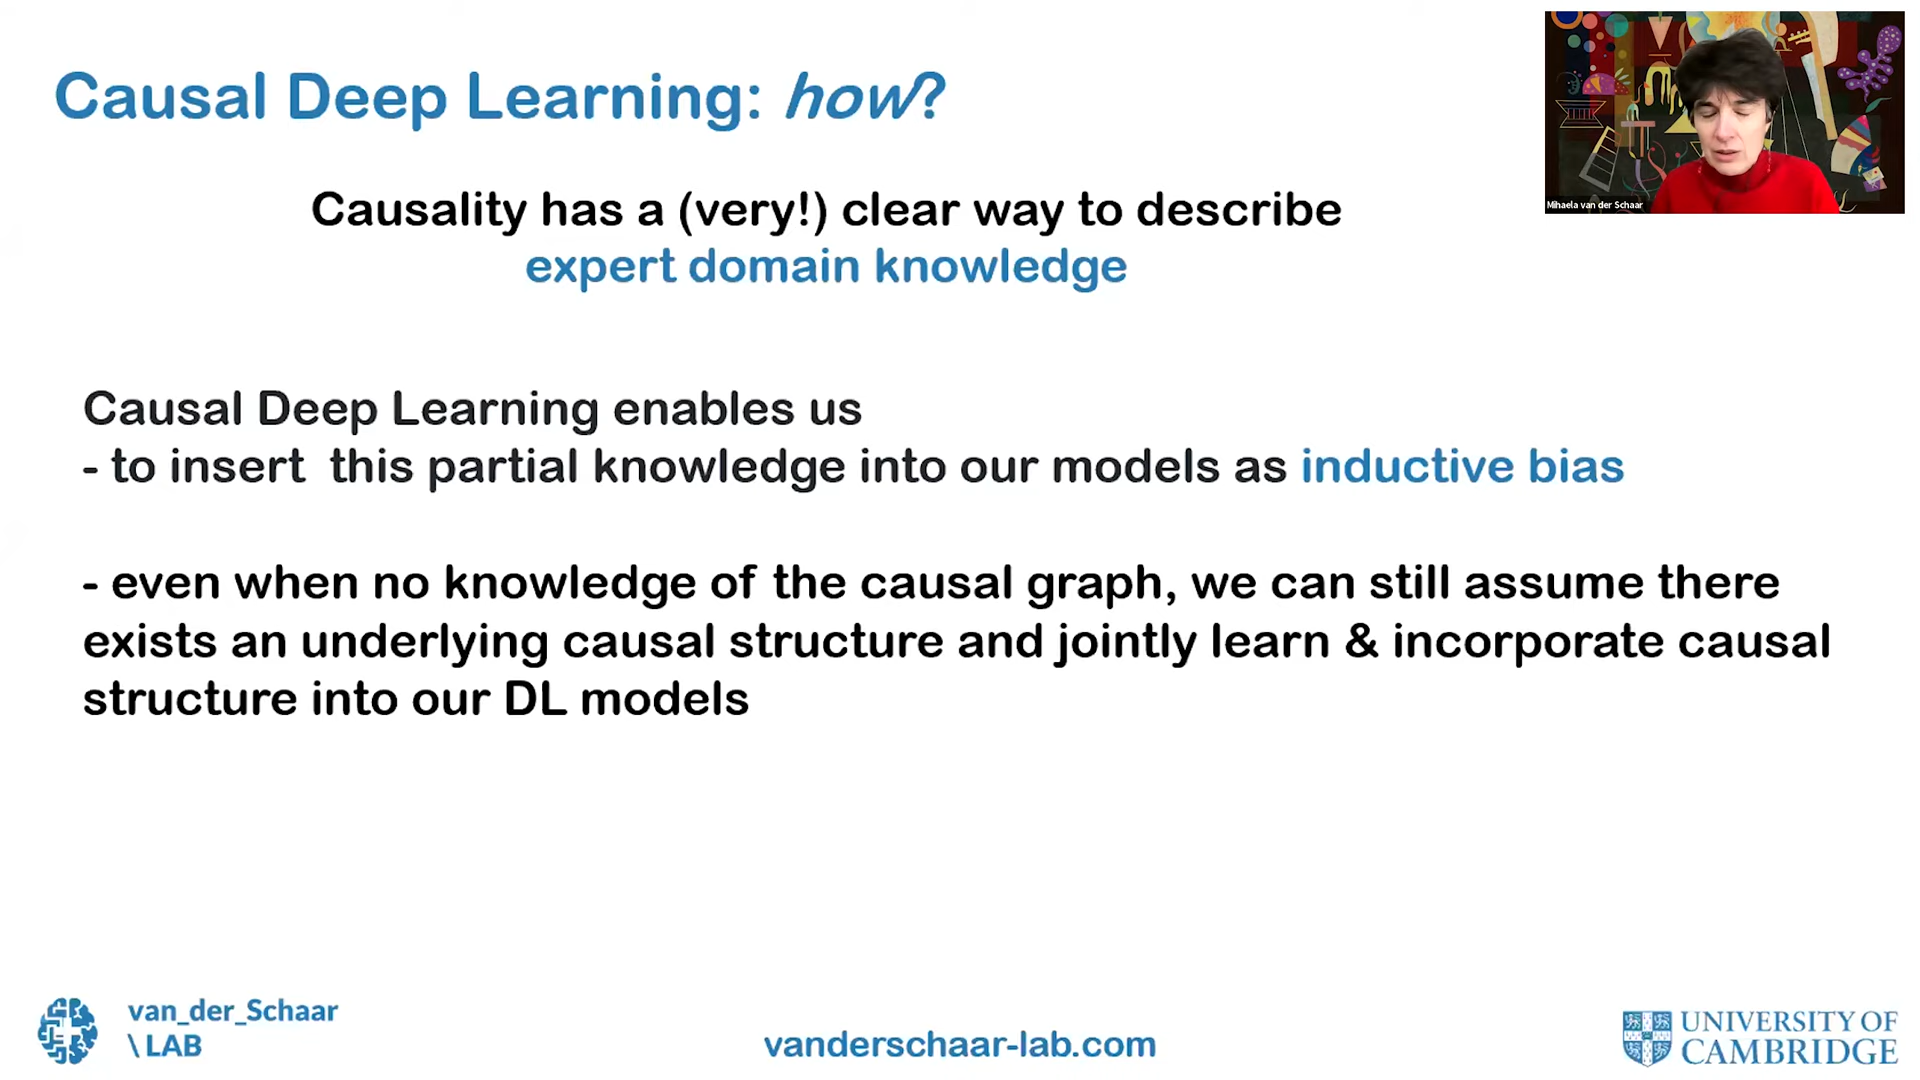 Causal Deep Learning: how?
Mihaela van der Schaar
Causality has a (very!) clear way to describe
expert domain knowledge
Causal Deep Learning enables us
- to insert  this partial knowledge into our models as inductive bias
- even when no knowledge of the causal graph, we can still assume there
exists an underlying causal structure and jointly learn & incorporate causal
structure into our DL models
van_der_Schaar
\ LAB
vanderschaar-lab.com
UNIVERSITY OF
CAMBRIDGE